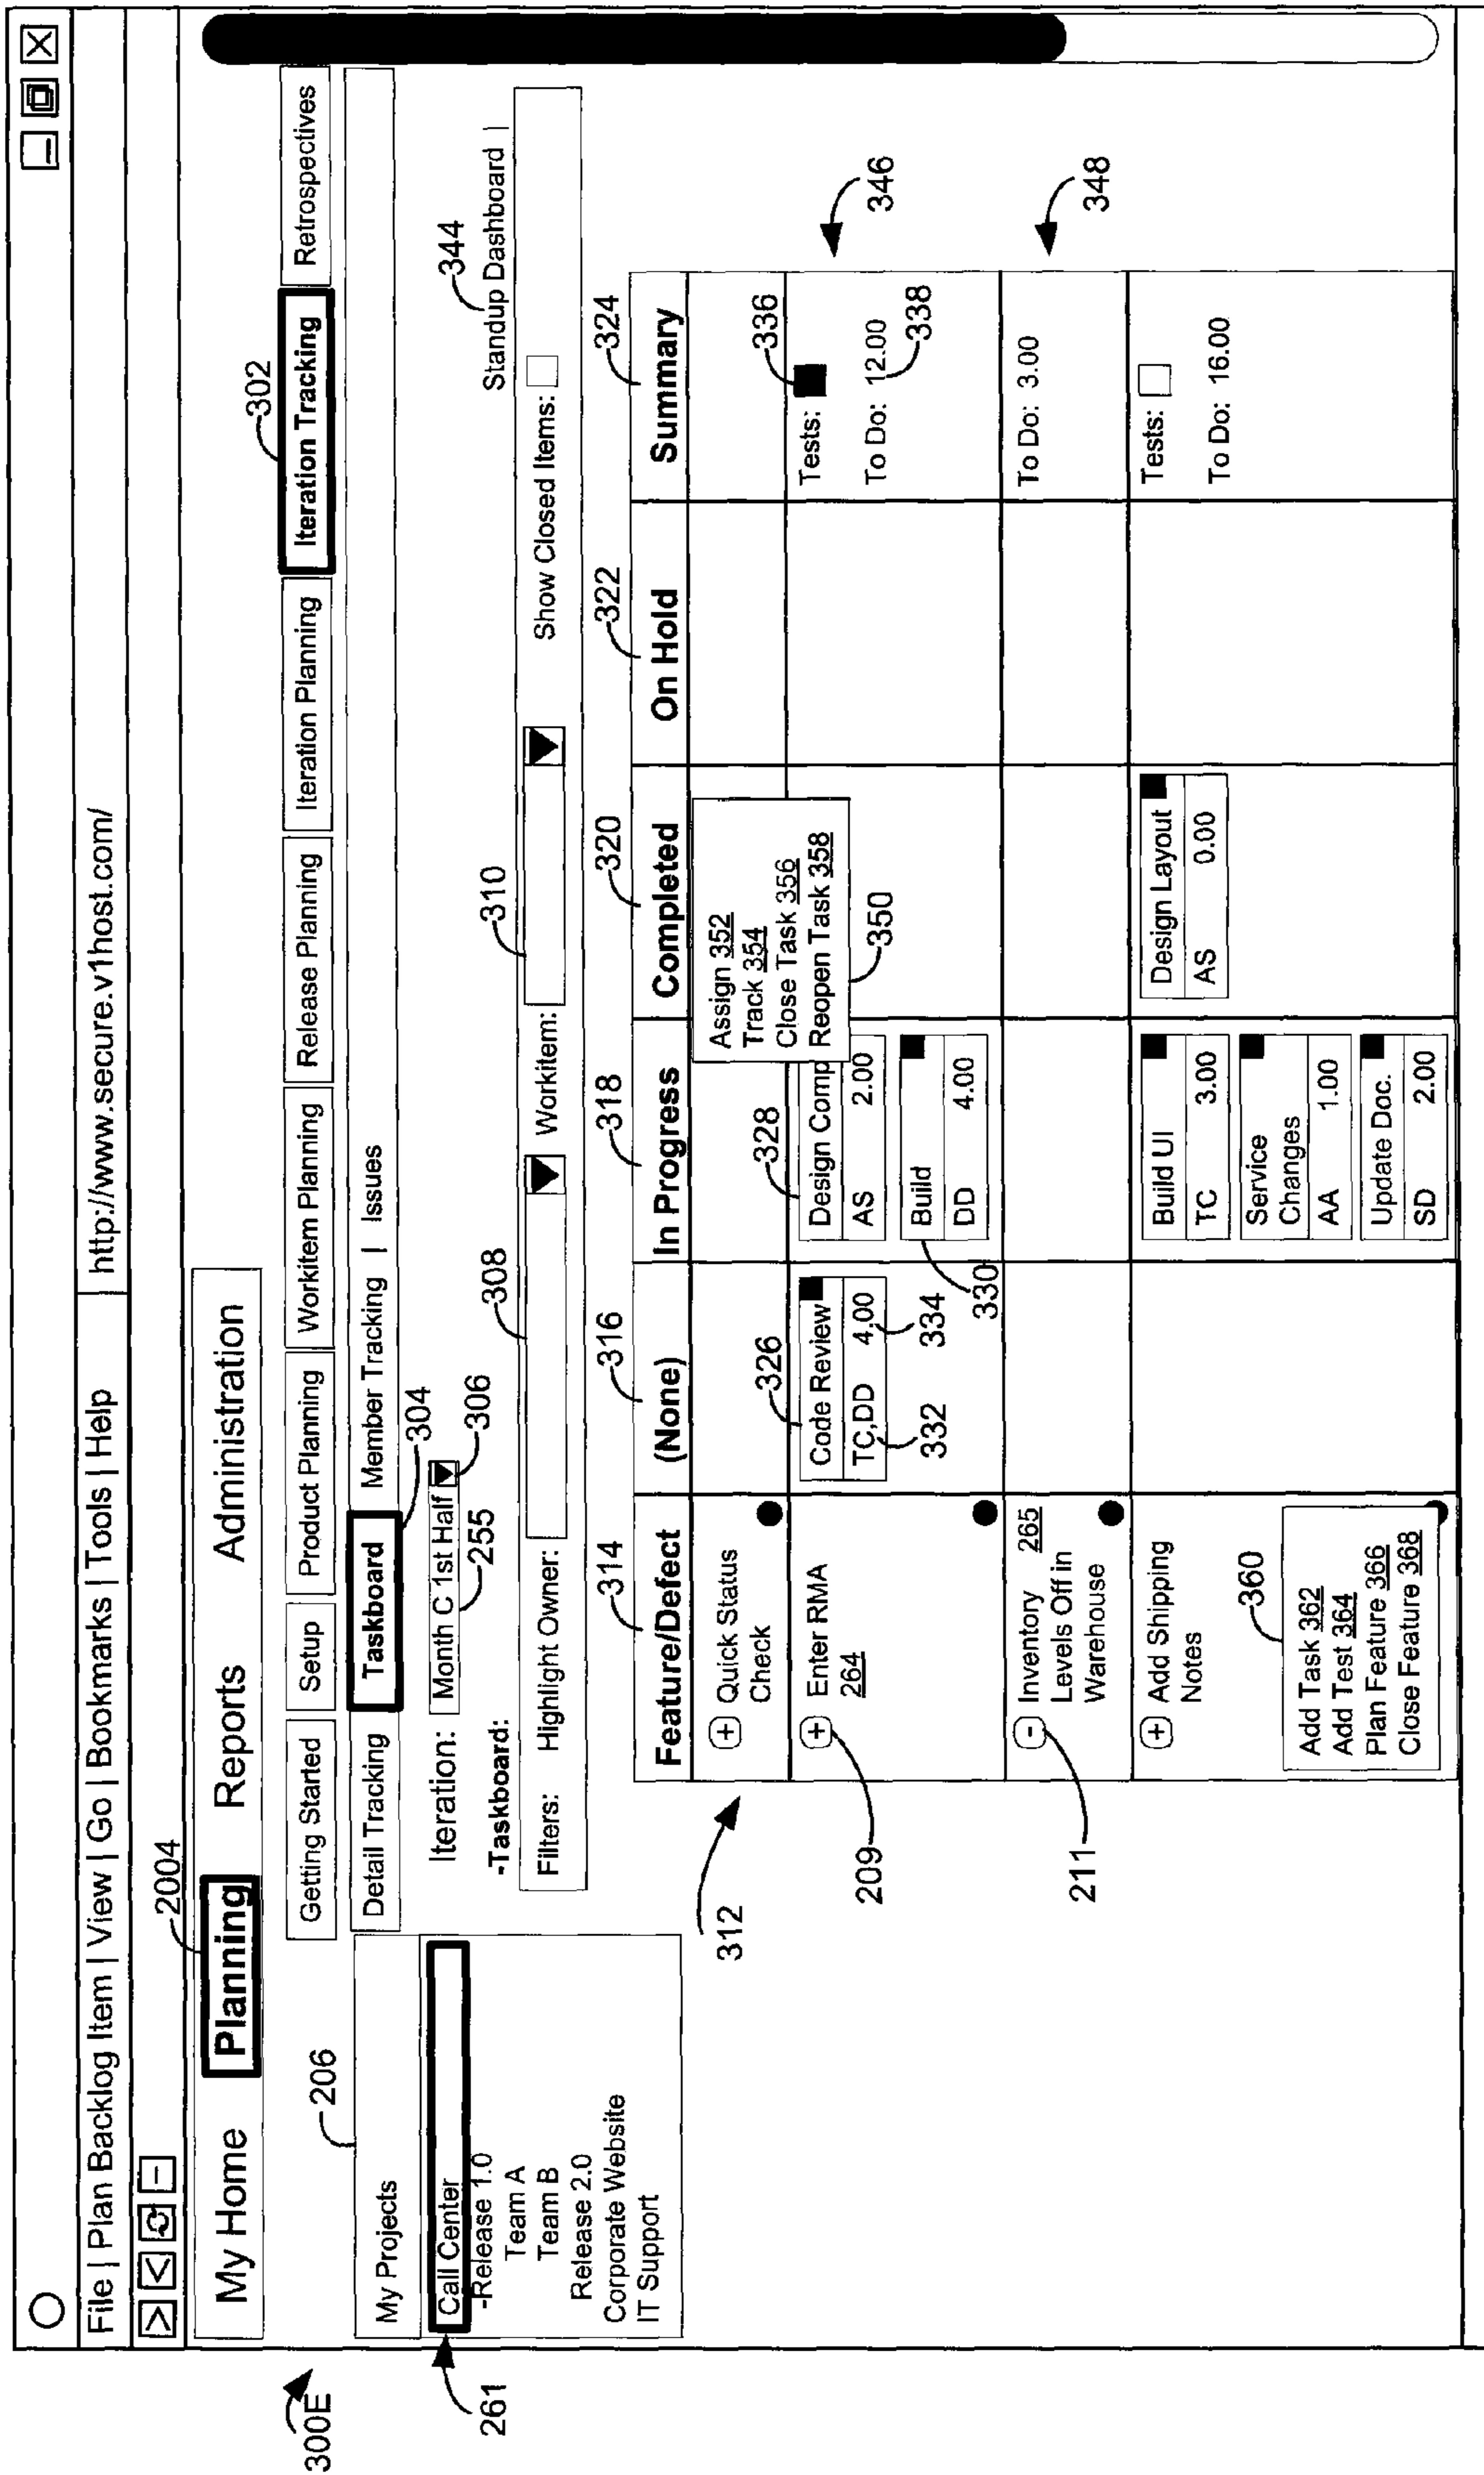 File | Plan Backlog Item | View | Go | Bookmarks | Tools | Help http://www.secure.v1host.com/
300E
2004
My Home Planning Reports Administration
302
Getting Started Setup Product Planning Workitem Planning Release Planning Iteration Planning Iteration Tracking Retrospectives
206
Detail Tracking Taskboard Member Tracking | Issues
304
My Projects
261
Call Center
-Release 1.0
Team A
Team B
Release 2.0
Corporate Website
IT Support
Iteration: Month C 1st Half
255
306
344
-Taskboard: Standup Dashboard |
308
310
Filters: Highlight Owner: Workitem: Show Closed Items:
312
314 316 318 320 322 324
Feature/Defect (None) In Progress Completed On Hold Summary
+ Quick Status
Check
Assign 352
Track 354
Close Task 356
Reopen Task 358
350
209
+ Enter RMA
264
326
Code Review
TC,DD 4.00
332 334
328
Design Comp
AS 2.00
Build
DD 4.00
330
336
Tests:
To Do: 12.00
338
346
211
- Inventory 265
Levels Off in
Warehouse
To Do: 3.00
348
+ Add Shipping
Notes
360
Add Task 362
Add Test 364
Plan Feature 366
Close Feature 368
Build UI
TC 3.00
Service
Changes
AA 1.00
Update Doc.
SD 2.00
Design Layout
AS 0.00
Tests:
To Do: 16.00